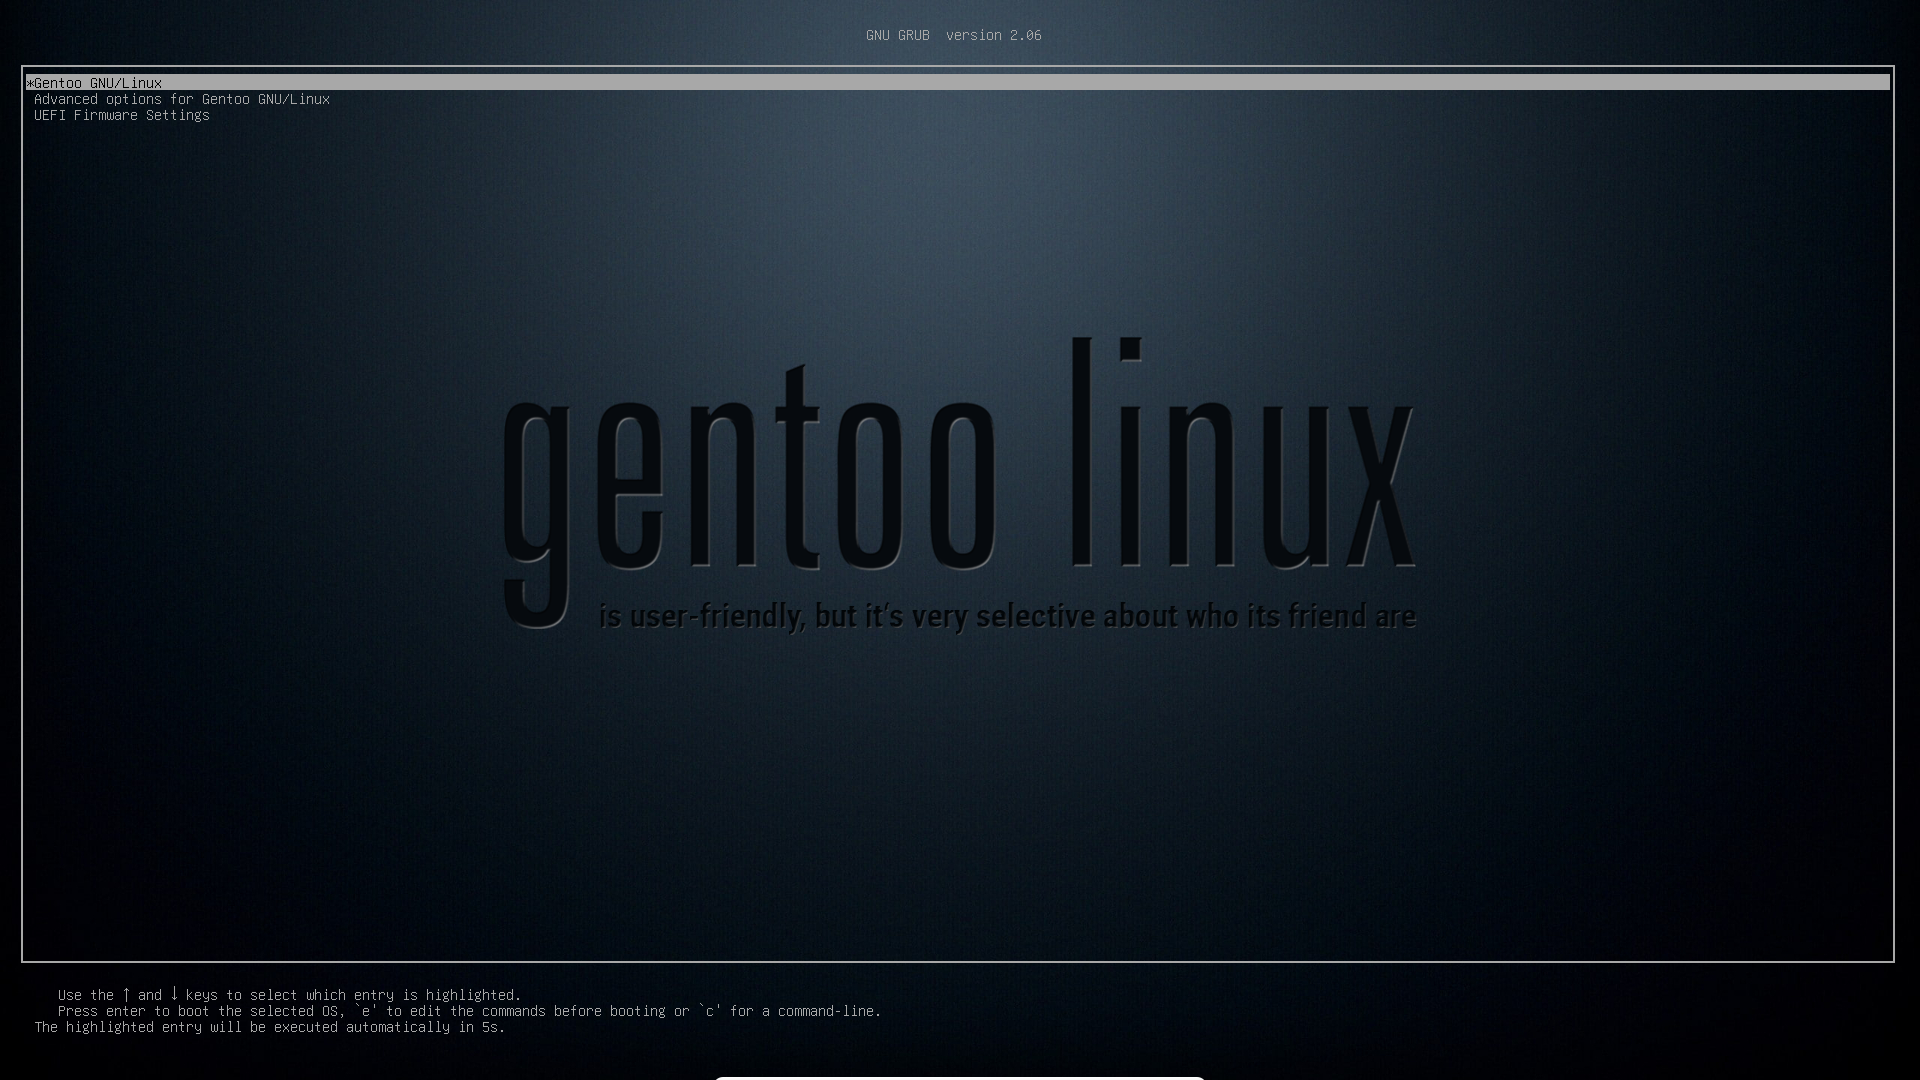 GNU GRUB  version 2.06
*Gentoo GNU/Linux
Advanced options for Gentoo GNU/Linux
UEFI Firmware Settings
gentoo linux
is user-friendly, but it's very selective about who its friend are
Use the ↑ and ↓ keys to select which entry is highlighted.
Press enter to boot the selected OS, `e' to edit the commands before booting or `c' for a command-line.
The highlighted entry will be executed automatically in 5s.